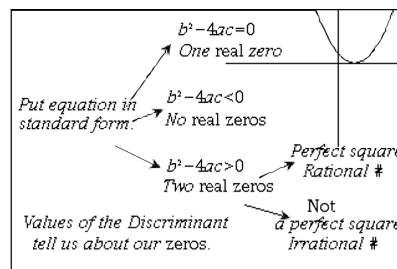 b²-4ac=0
One real zero
Put equation in
standard form.
b²-4ac<0
No real zeros
b²-4ac>0
Two real zeros
Perfect square
Rational #
Not
a perfect square
Irrational #
Values of the Discriminant
tell us about our zeros.